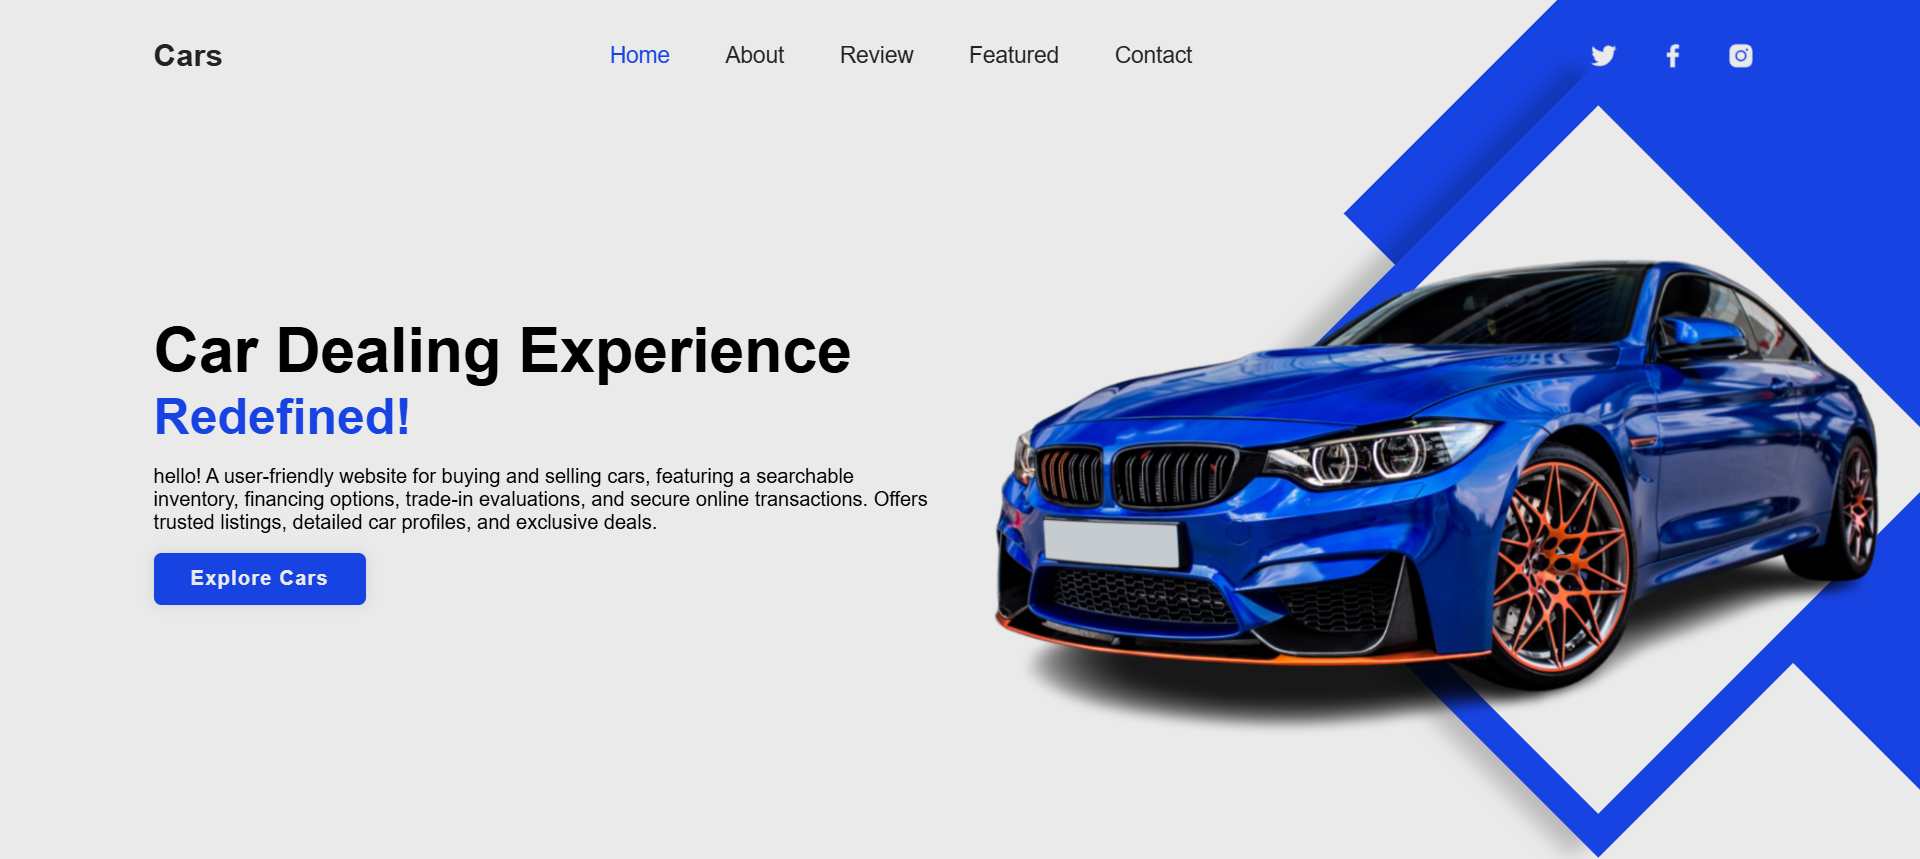 Cars
Home About Review Featured Contact
Car Dealing Experience
Redefined!
hello! A user-friendly website for buying and selling cars, featuring a searchable
inventory, financing options, trade-in evaluations, and secure online transactions. Offers
trusted listings, detailed car profiles, and exclusive deals.
Explore Cars